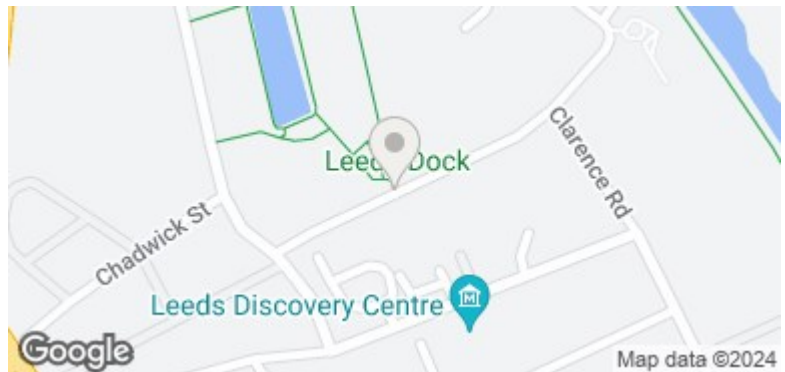 Leeds Dock
Clarence Rd
Chadwick St
Leeds Discovery Centre
M
Google
Map data ©2024